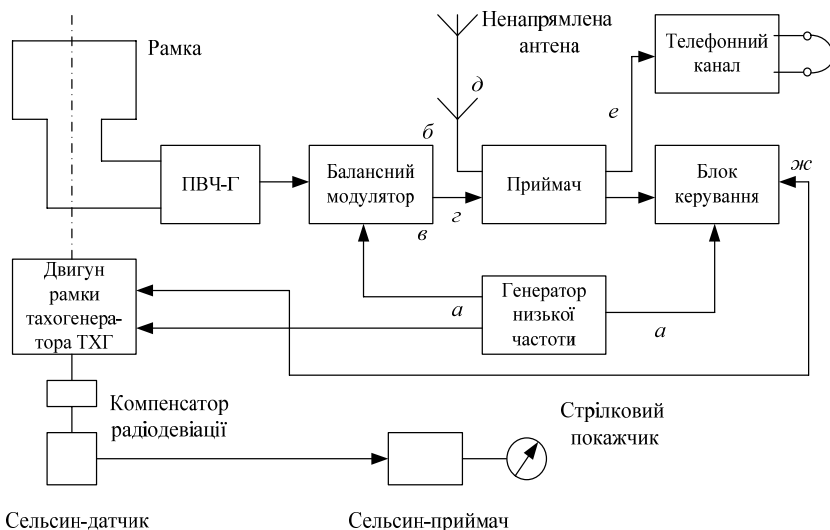 Рамка
Ненапрямлена
антена
Телефонний
канал
д
е
б
ПВЧ-Г
Балансний
модулятор
г
в
Приймач
Блок
керування
ж
Двигун
рамки
тахогенера-
тора ТХГ
а
Генератор
низької
частоти
а
Компенсатор
радіодевіації
Стрілковий
покажчик
Сельсин-датчик
Сельсин-приймач